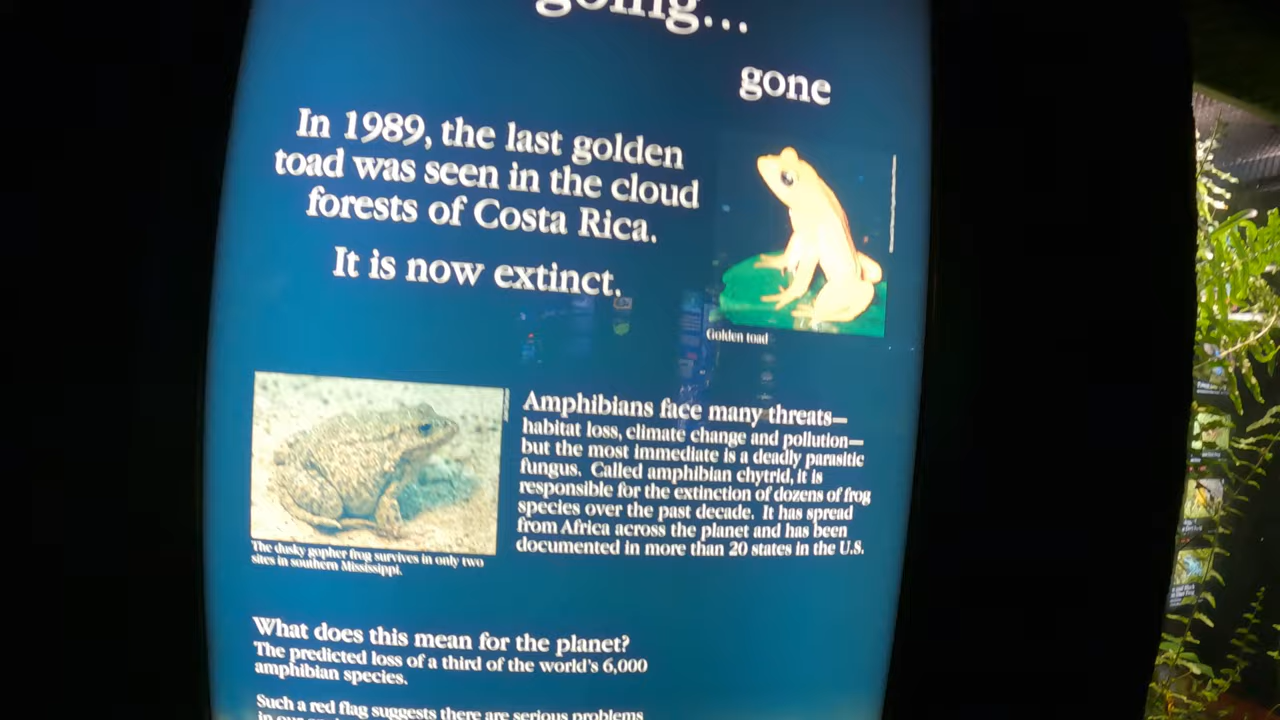 going...
gone
In 1989, the last golden
toad was seen in the cloud
forests of Costa Rica.
It is now extinct.
Golden toad
Amphibians face many threats—
habitat loss, climate change and pollution—
but the most immediate is a deadly parasitic
fungus. Called amphibian chytrid, it is
responsible for the extinction of dozens of frog
species over the past decade. It has spread
from Africa across the planet and has been
documented in more than 20 states in the U.S.
The dusky gopher frog survives in only two
sites in southern Mississippi.
What does this mean for the planet?
The predicted loss of a third of the world's 6,000
amphibian species.
Such a red flag suggests there are serious problems
in our